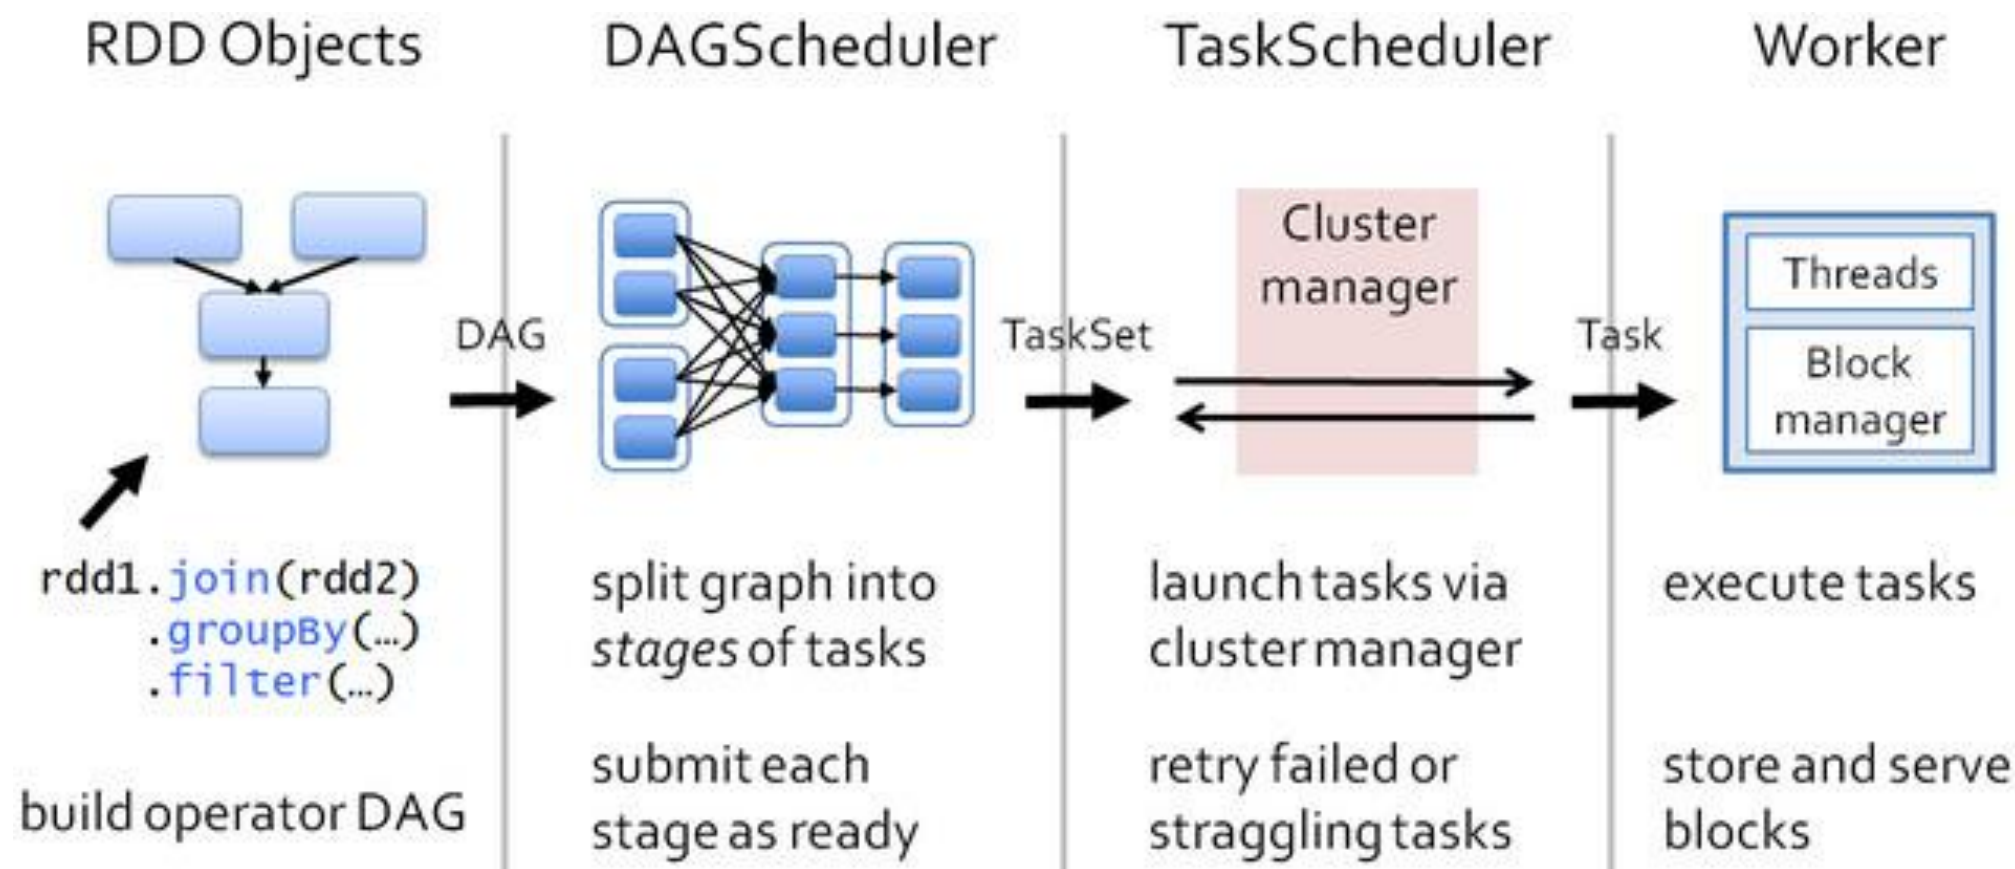 RDD Objects
DAGScheduler
TaskScheduler
Worker
DAG
TaskSet
Cluster
manager
Task
Threads
Block
manager
rdd1.join(rdd2)
.groupBy(…)
.filter(…)
build operator DAG
split graph into
stages of tasks
submit each
stage as ready
launch tasks via
cluster manager
retry failed or
straggling tasks
execute tasks
store and serve
blocks